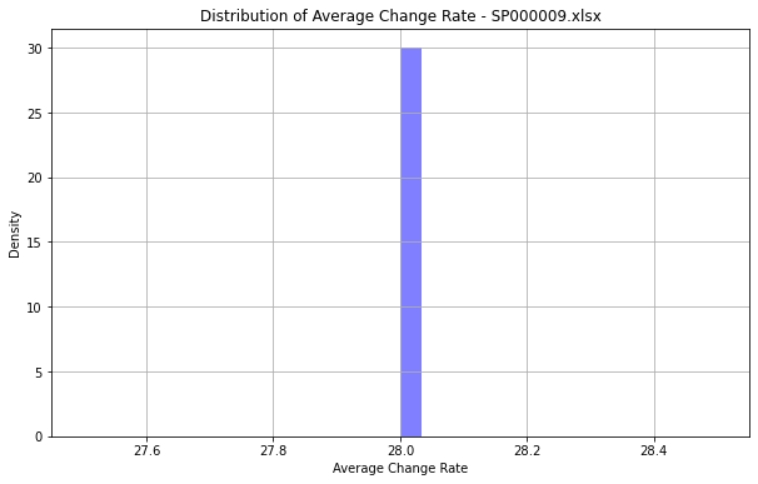 Distribution of Average Change Rate - SP000009.xlsx
30
25
20
15
10
5
0
Density
27.6 27.8 28.0 28.2 28.4
Average Change Rate